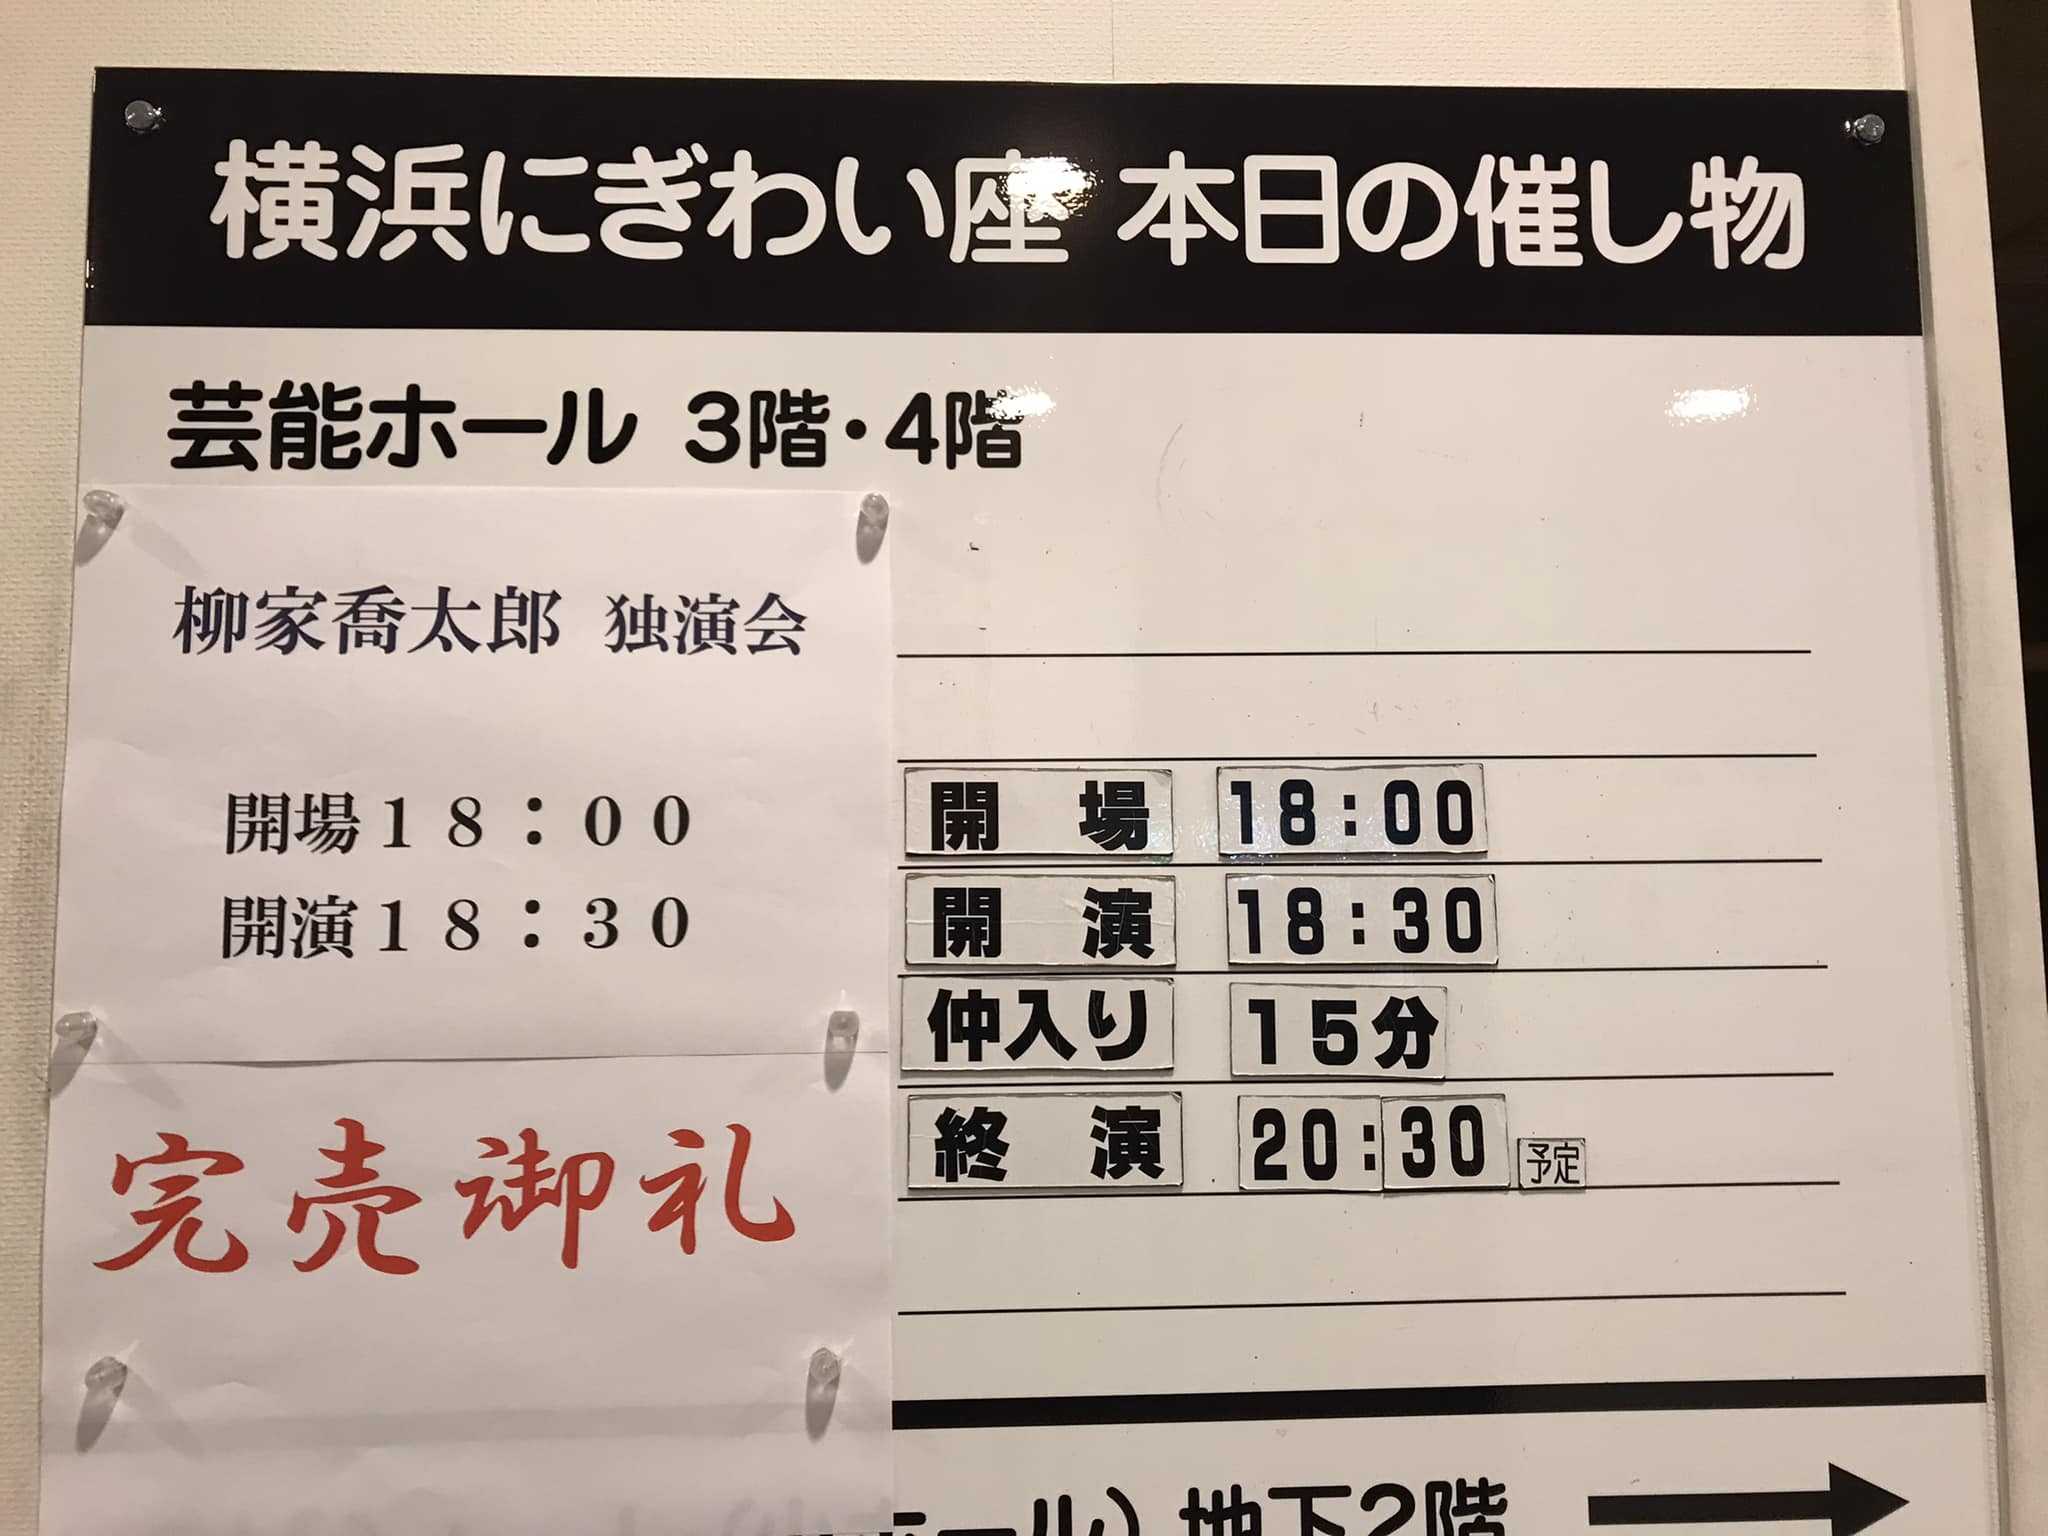 横浜にぎわい座 本日の催し物
芸能ホール 3階・4階
柳家喬太郎 独演会
開場18:00
開演18:30
完売御礼
開 場 18:00
開 演 18:30
仲入り 15分
終 演 20:30 予定
ホール) 地下2階